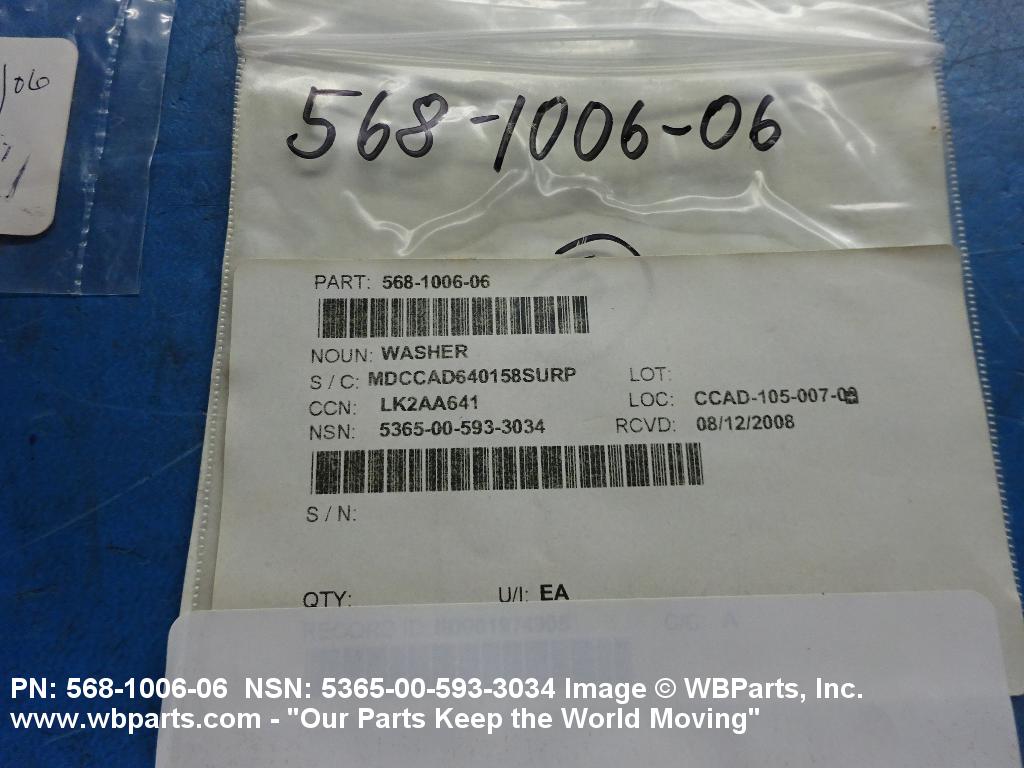 568-1006-06
PART: 568-1006-06
NOUN: WASHER
S / C: MDCCAD640158SURP LOT:
CCN: LK2AA641 LOC: CCAD-105-007-
NSN: 5365-00-593-3034 RCVD: 08/12/2008
S / N:
QTY: U/I: EA
RECORD ID: C/C: A
PN: 568-1006-06 NSN: 5365-00-593-3034 Image © WBParts, Inc.
www.wbparts.com - "Our Parts Keep the World Moving"